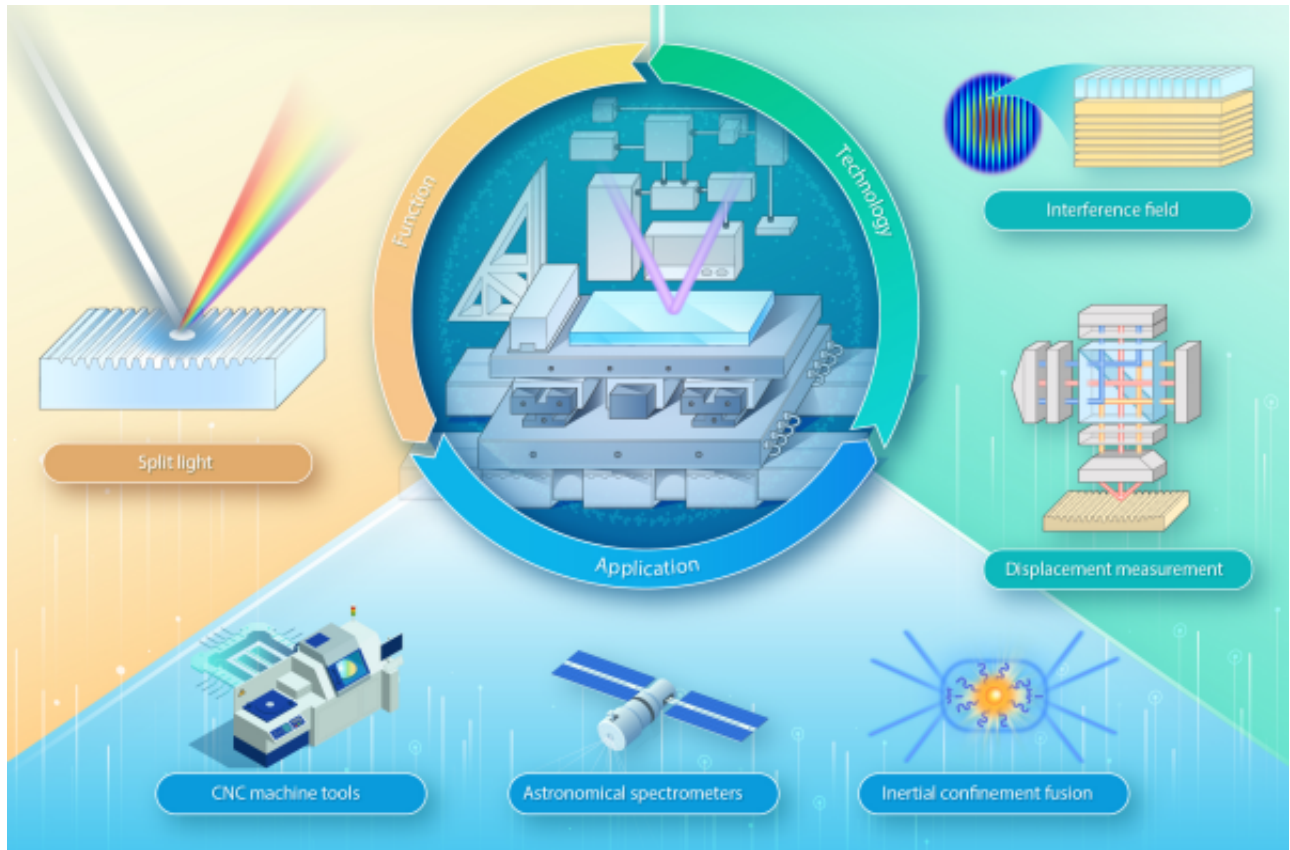 Function
Technology
Interference field
Split light
Displacement measurement
Application
CNC machine tools
Astronomical spectrometers
Inertial confinement fusion